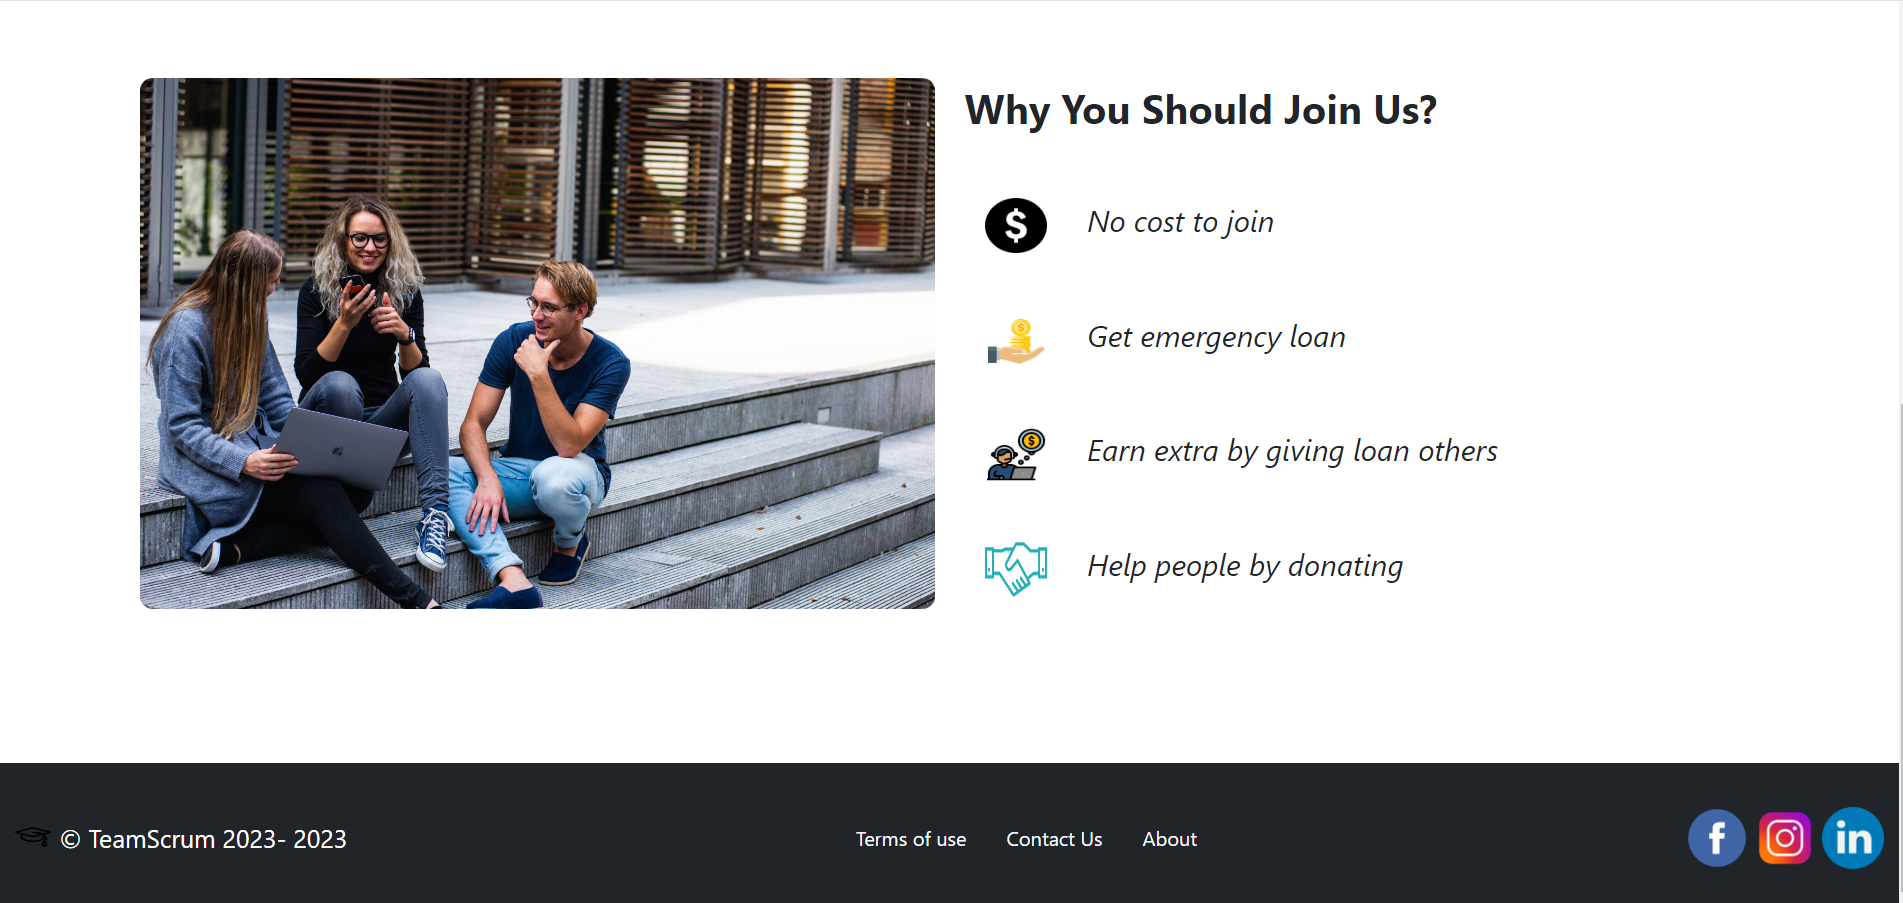 Why You Should Join Us?
$ No cost to join
Get emergency loan
Earn extra by giving loan others
Help people by donating
© TeamScrum 2023- 2023
Terms of use Contact Us About
f in